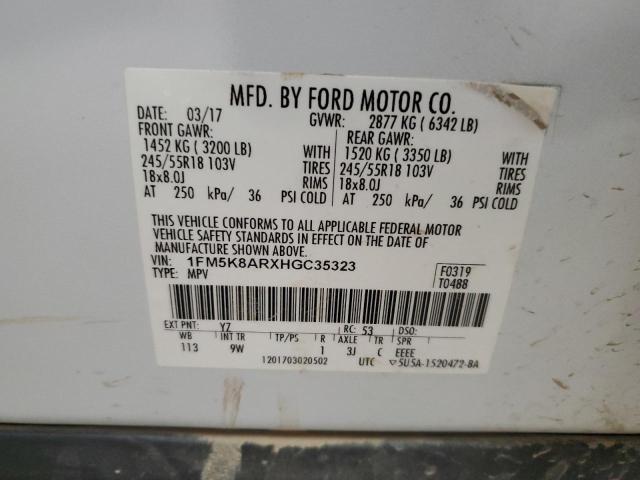 MFD. BY FORD MOTOR CO.
DATE: 03/17 GVWR: 2877 KG ( 6342 LB)
FRONT GAWR: REAR GAWR:
1452 KG ( 3200 LB) WITH 1520 KG ( 3350 LB) WITH
245/55R18 103V TIRES 245/55R18 103V TIRES
18x8.0J RIMS 18x8.0J RIMS
AT 250 kPa/ 36 PSI COLD AT 250 kPa/ 36 PSI COLD
THIS VEHICLE CONFORMS TO ALL APPLICABLE FEDERAL MOTOR
VEHICLE SAFETY STANDARDS IN EFFECT ON THE DATE OF
MANUFACTURE SHOWN ABOVE.
VIN: 1FM5K8ARXHGC35323 F0319
TYPE: MPV T0488
EXT PNT: YZ RC: 53 DSO:
WB INT TR TP/PS R AXLE TR SPR
113 9W 1 3J C EEEE
1201703020502 UTC ▽5U5A-1520472-BA